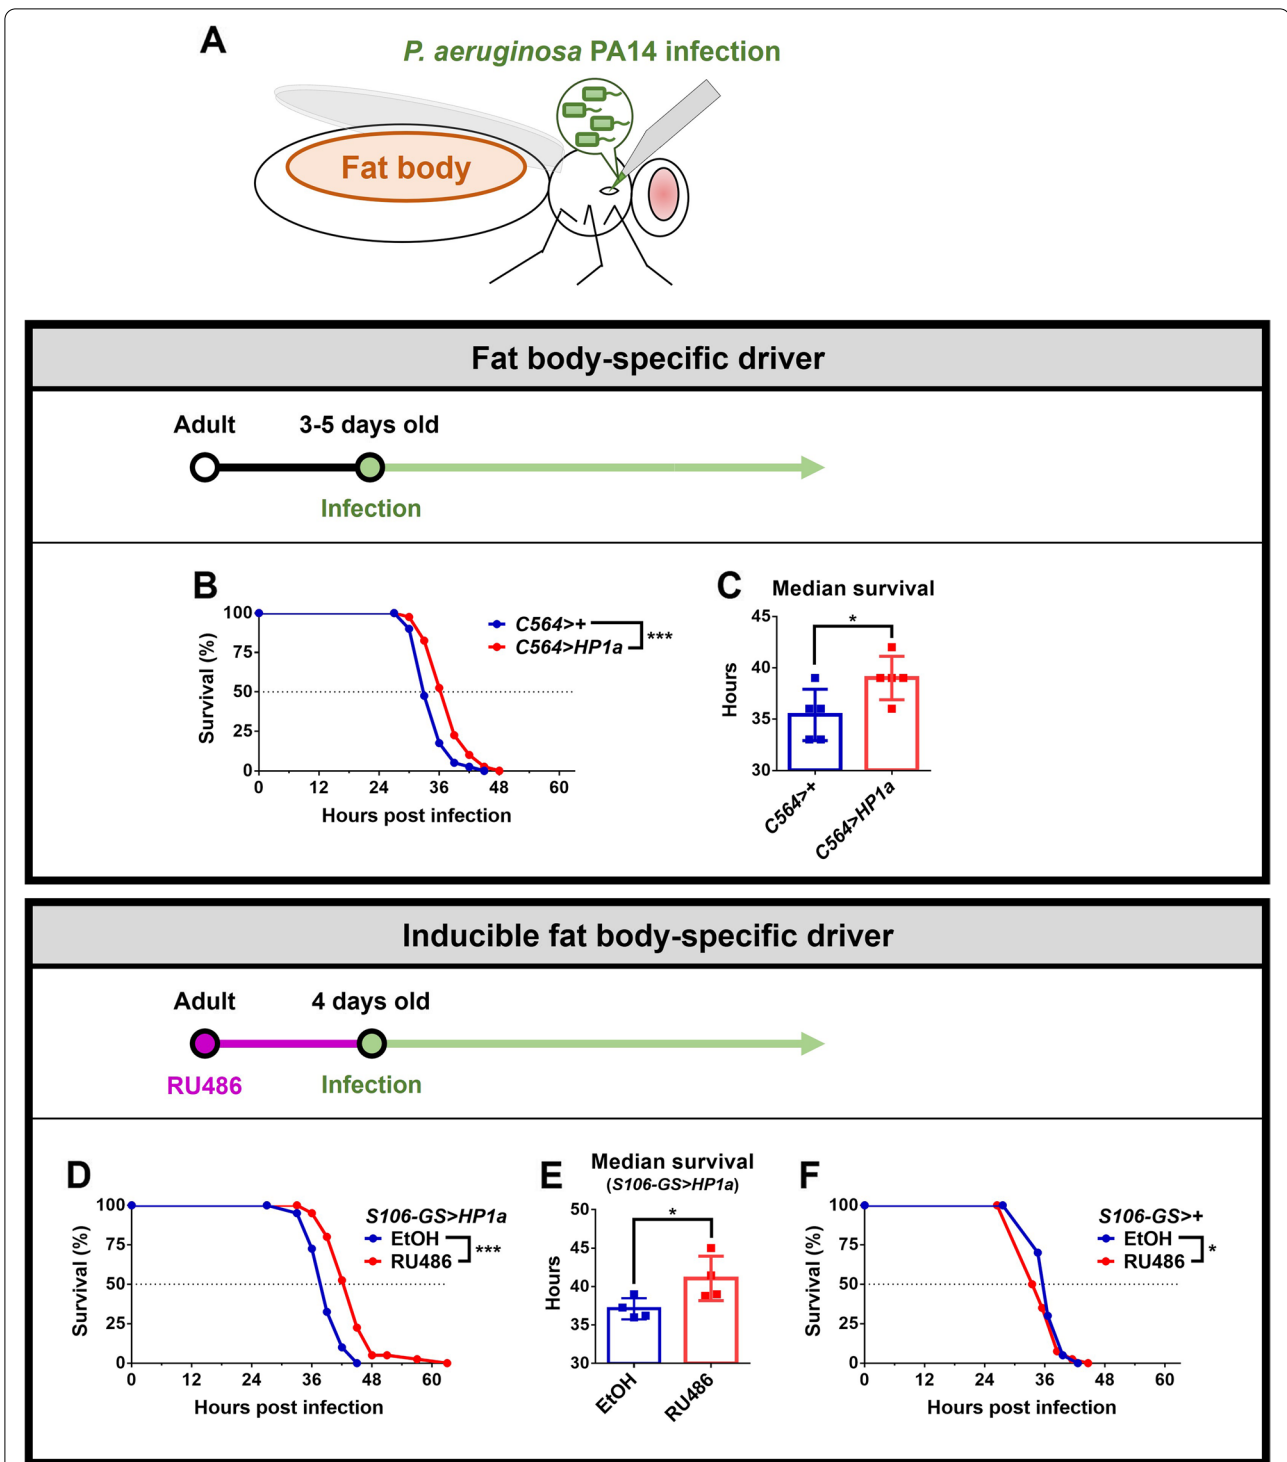 A
P. aeruginosa PA14 infection
Fat body
Fat body-specific driver
Adult
3-5 days old
Infection
B
100
75
50
25
0
Survival (%)
0 12 24 36 48 60
Hours post infection
C564>+
C564>HP1a
***
C
Median survival
45
40
35
30
Hours
*
C564>+
C564>HP1a
Inducible fat body-specific driver
Adult
4 days old
RU486
Infection
D
100
75
50
25
0
Survival (%)
0 12 24 36 48 60
Hours post infection
S106-GS>HP1a
EtOH
RU486
***
E
Median survival
(S106-GS>HP1a)
50
45
40
35
30
Hours
*
EtOH
RU486
F
100
75
50
25
0
Survival (%)
0 12 24 36 48 60
Hours post infection
S106-GS>+
EtOH
RU486
*